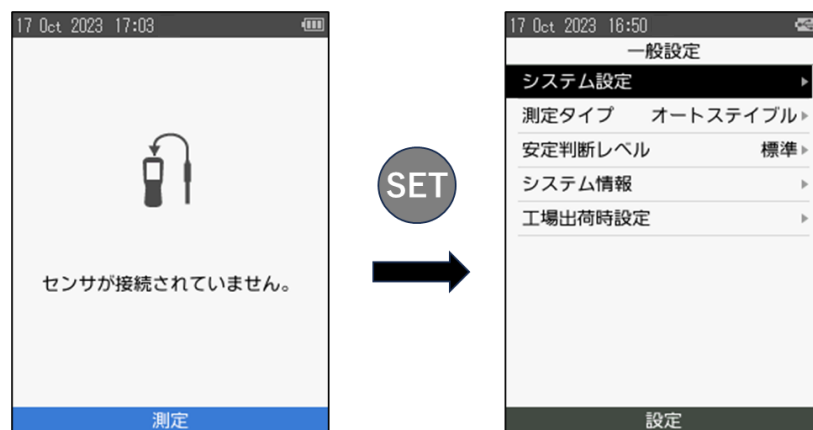 17 Oct 2023 17:03
センサが接続されていません。
測定
SET
17 Oct 2023 16:50
一般設定
システム設定
測定タイプ オートステイブル
安定判断レベル 標準
システム情報
工場出荷時設定
設定